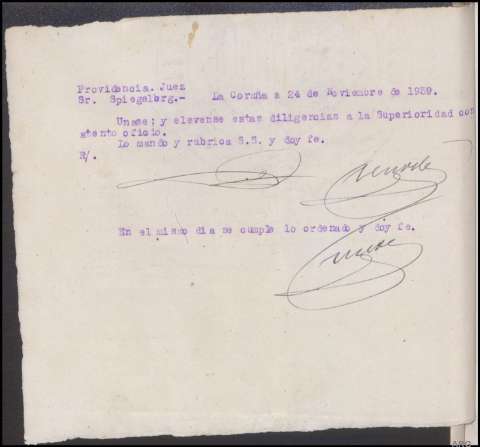 Providencia. Juez
Sr. Spiegelberg.- La Coruña a 24 de Noviembre de 1939.
Unase; y elevense estas diligencias a la Superioridad con
atento oficio.
Lo mando y rubrica S.S. y doy fe.
E/.
En el mismo dia se cumple lo ordenado y doy fe.